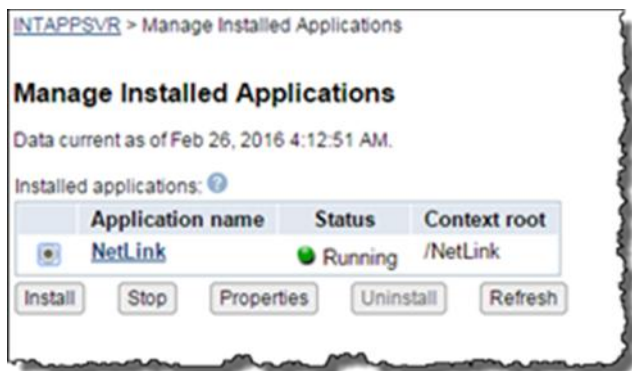 INTAPPSVR > Manage Installed Applications
Manage Installed Applications
Data current as of Feb 26, 2016 4:12:51 AM.
Installed applications: ?
Application name Status Context root
NetLink Running /NetLink
Install Stop Properties Uninstall Refresh